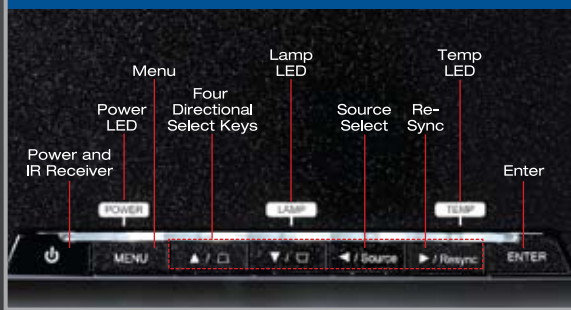 Lamp
LED
Temp
LED
Menu
Four
Directional
Select Keys
Power
LED
Source
Select
Re-
Sync
Power and
IR Receiver
Enter
POWER
LAMP
TEMP
MENU
▲ /
▼ /
◄ / Source
► / Resync
ENTER